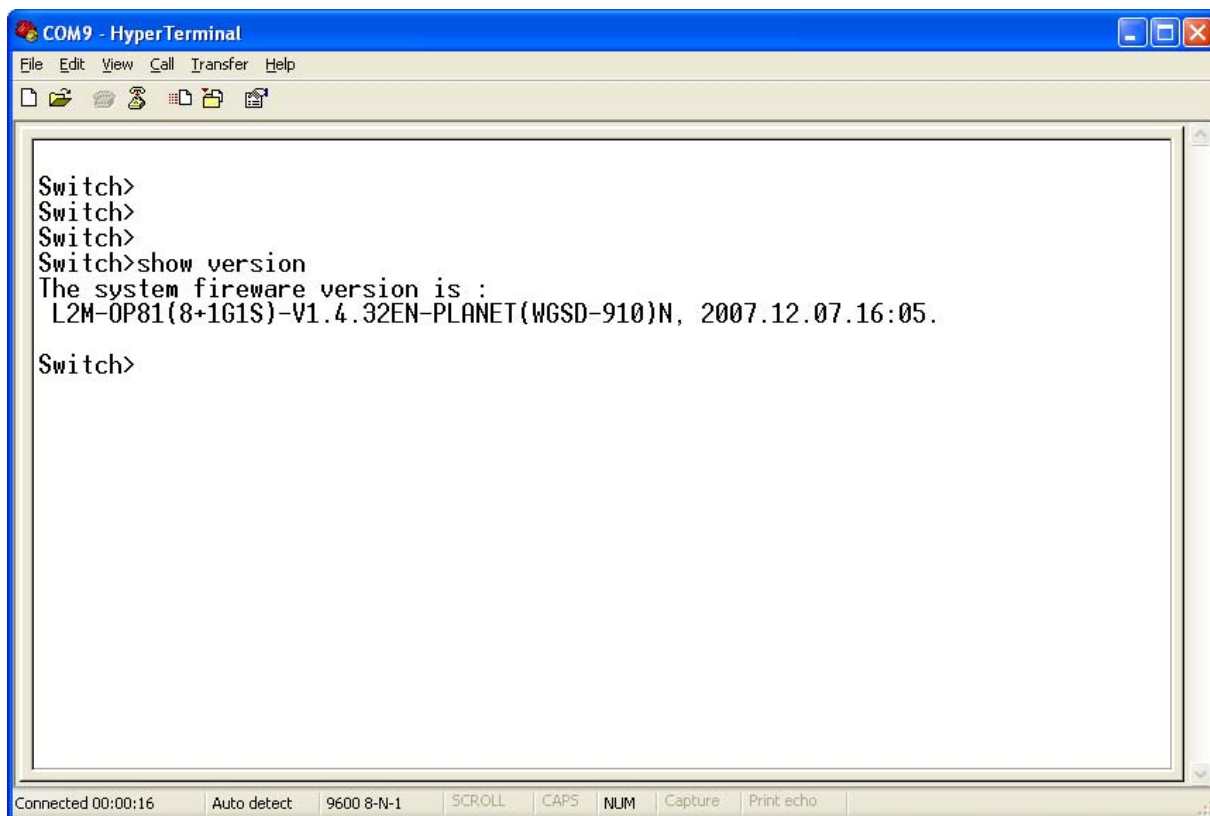 COM9 - HyperTerminal
File Edit View Call Transfer Help
Switch>
Switch>
Switch>
Switch>show version
The system fireware version is :
L2M-OP81(8+1G1S)-V1.4.32EN-PLANET(WGSD-910)N, 2007.12.07.16:05.
Switch>
Connected 00:00:16 Auto detect 9600 8-N-1 SCROLL CAPS NUM Capture Print echo